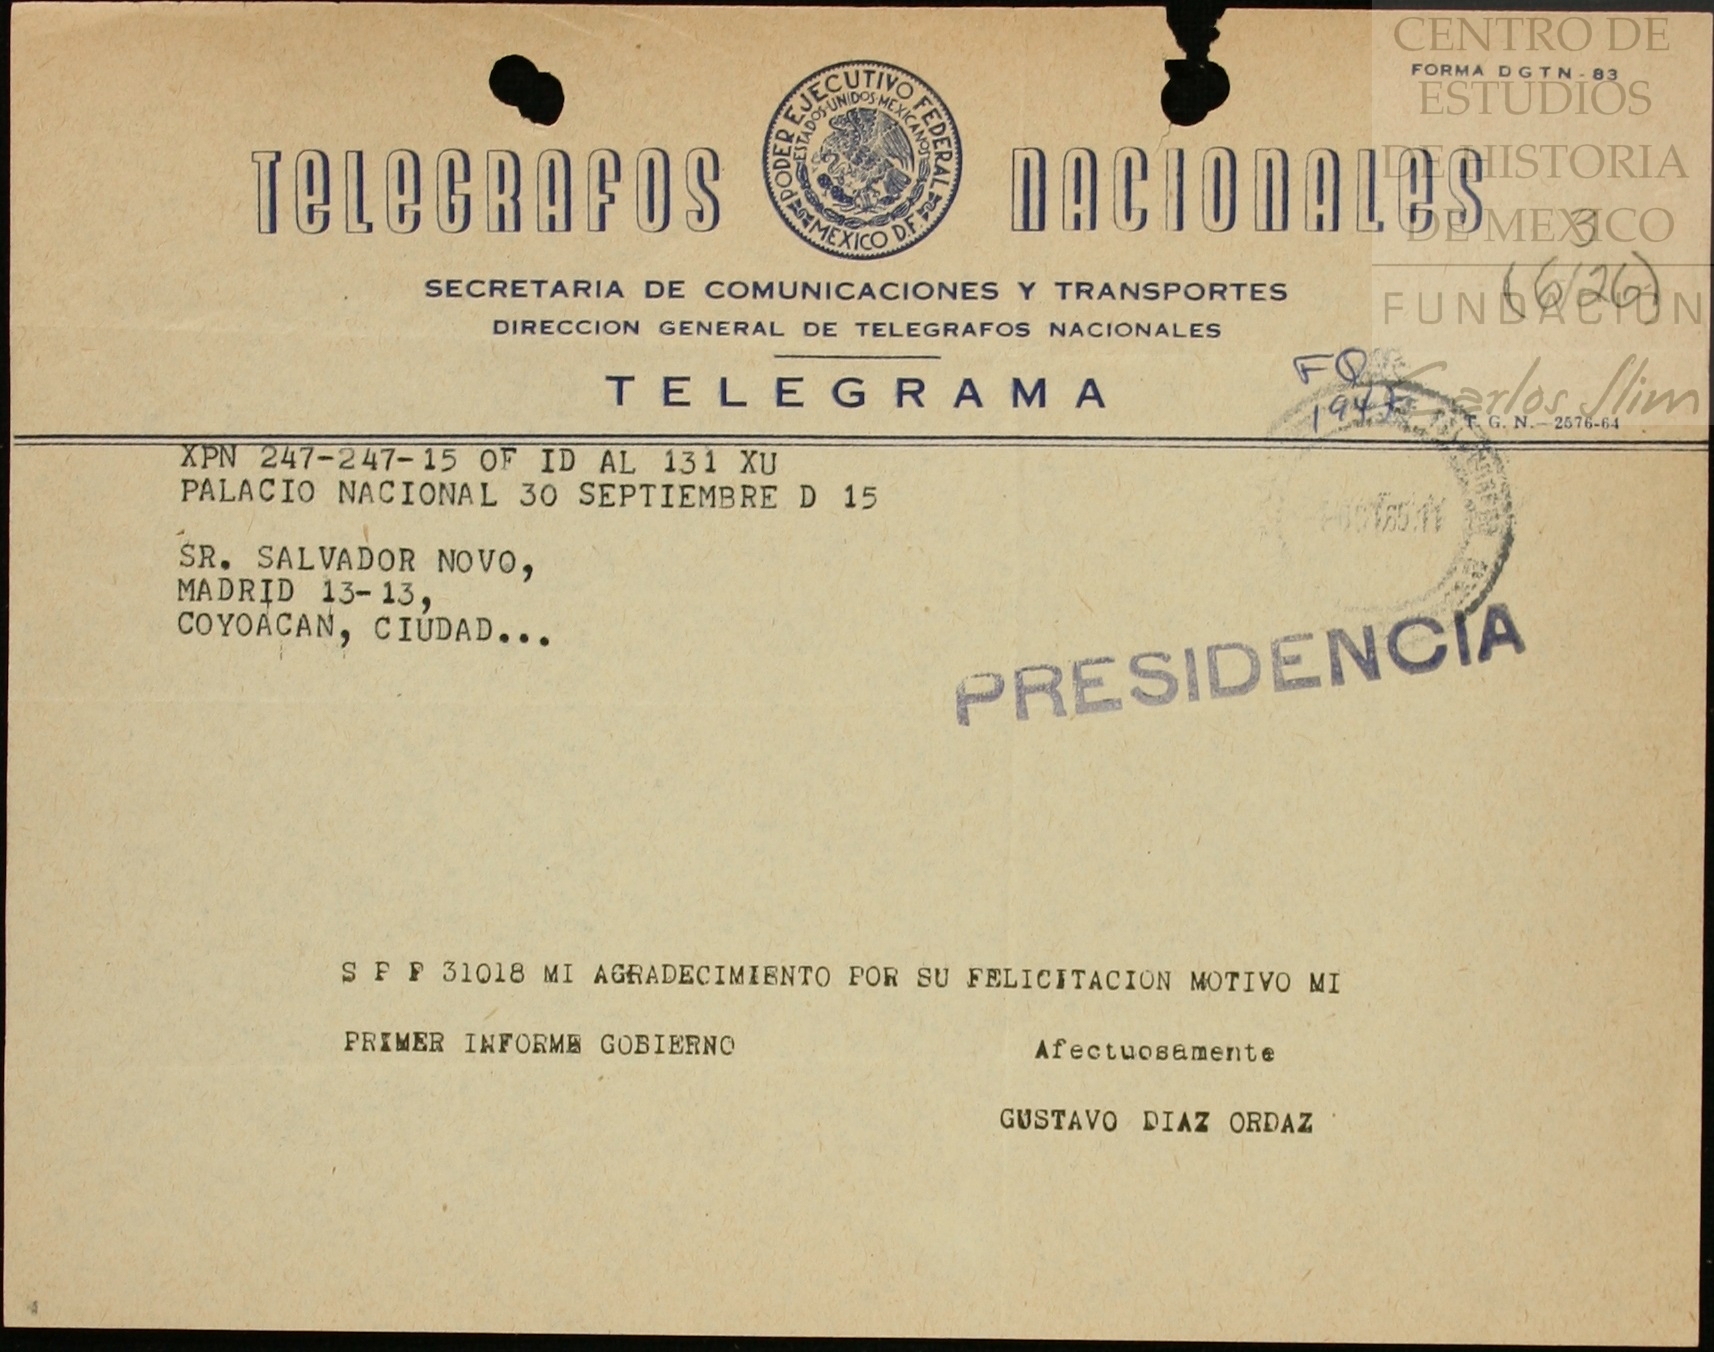 CENTRO DE
FORMA DGTN-83
ESTUDIOS
DE HISTORIA
DE MEXICO
FUNDACION
Carlos Slim
PODER EJECUTIVO FEDERAL
ESTADOS·UNIDOS·MEXICANOS
MEXICO D.F.
TELEGRAFOS NACIONALES
3
(6/26)
SECRETARIA DE COMUNICACIONES Y TRANSPORTES
DIRECCION GENERAL DE TELEGRAFOS NACIONALES
TELEGRAMA
T. G. N.—2576-64
XPN 247-247-15 OF ID AL 131 XU
PALACIO NACIONAL 30 SEPTIEMBRE D 15
SR. SALVADOR NOVO,
MADRID 13-13,
COYOACAN, CIUDAD...
PRESIDENCIA
S P P 31018 MI AGRADECIMIENTO POR SU FELICITACION MOTIVO MI
PRIMER INFORME GOBIERNO Afectuosamente
GUSTAVO DIAZ ORDAZ